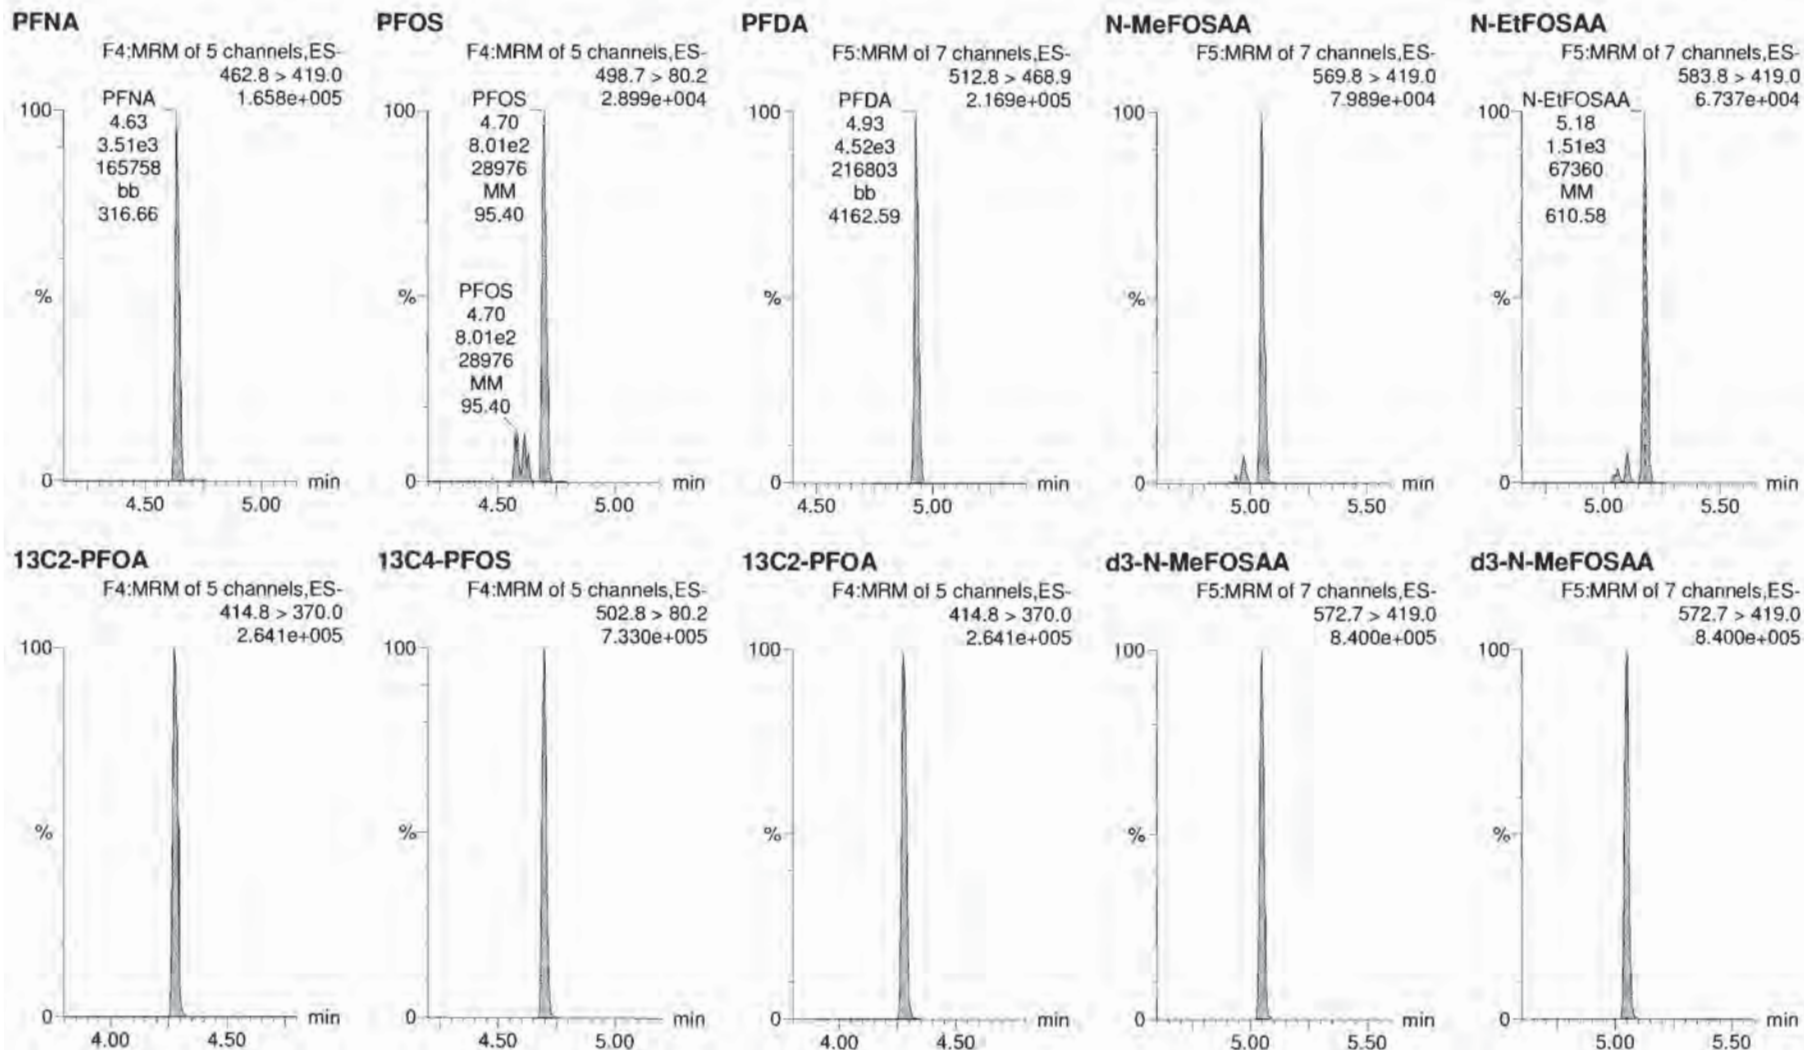 PFNA
F4:MRM of 5 channels,ES-
462.8 > 419.0
1.658e+005
PFNA
4.63
3.51e3
165758
bb
316.66
100
%
0
min
4.50 5.00
PFOS
F4:MRM of 5 channels,ES-
498.7 > 80.2
2.899e+004
PFOS
4.70
8.01e2
28976
MM
95.40
PFOS
4.70
8.01e2
28976
MM
95.40
100
%
0
min
4.50 5.00
PFDA
F5:MRM of 7 channels,ES-
512.8 > 468.9
2.169e+005
PFDA
4.93
4.52e3
216803
bb
4162.59
100
%
0
min
4.50 5.00
N-MeFOSAA
F5:MRM of 7 channels,ES-
569.8 > 419.0
7.989e+004
100
%
0
min
5.00 5.50
N-EtFOSAA
F5:MRM of 7 channels,ES-
583.8 > 419.0
6.737e+004
N-EtFOSAA
5.18
1.51e3
67360
MM
610.58
100
%
0
min
5.00 5.50
13C2-PFOA
F4:MRM of 5 channels,ES-
414.8 > 370.0
2.641e+005
100
%
0
min
4.00 4.50
13C4-PFOS
F4:MRM of 5 channels,ES-
502.8 > 80.2
7.330e+005
100
%
0
min
4.50 5.00
13C2-PFOA
F4:MRM of 5 channels,ES-
414.8 > 370.0
2.641e+005
100
%
0
min
4.00 4.50
d3-N-MeFOSAA
F5:MRM of 7 channels,ES-
572.7 > 419.0
8.400e+005
100
%
0
min
5.00 5.50
d3-N-MeFOSAA
F5:MRM of 7 channels,ES-
572.7 > 419.0
8.400e+005
100
%
0
min
5.00 5.50